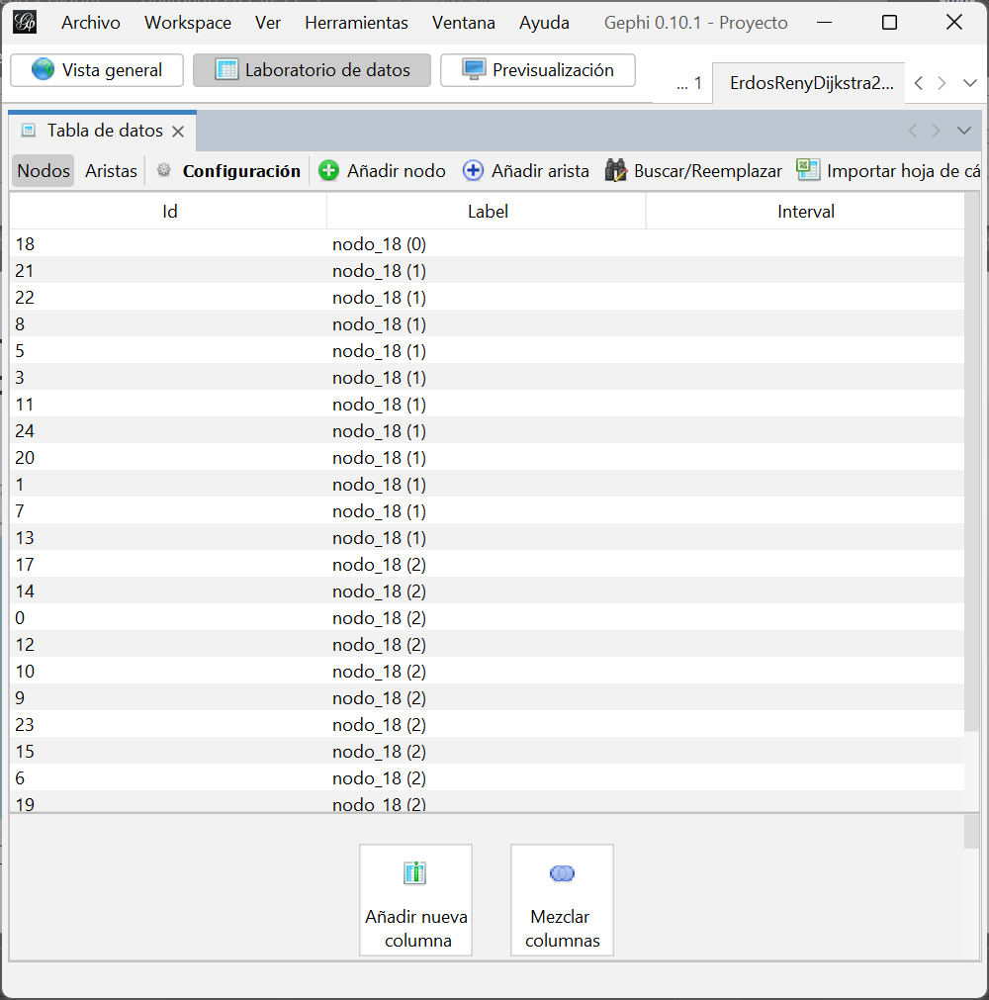 Archivo Workspace Ver Herramientas Ventana Ayuda Gephi 0.10.1 - Proyecto
Vista general Laboratorio de datos Previsualización ... 1 ErdosRenyDijkstra2...
Tabla de datos
Nodos Aristas Configuración Añadir nodo Añadir arista Buscar/Reemplazar Importar hoja de cá
Id Label Interval
18 nodo_18 (0)
21 nodo_18 (1)
22 nodo_18 (1)
8 nodo_18 (1)
5 nodo_18 (1)
3 nodo_18 (1)
11 nodo_18 (1)
24 nodo_18 (1)
20 nodo_18 (1)
1 nodo_18 (1)
7 nodo_18 (1)
13 nodo_18 (1)
17 nodo_18 (2)
14 nodo_18 (2)
0 nodo_18 (2)
12 nodo_18 (2)
10 nodo_18 (2)
9 nodo_18 (2)
23 nodo_18 (2)
15 nodo_18 (2)
6 nodo_18 (2)
19 nodo_18 (2)
Añadir nueva
columna
Mezclar
columnas